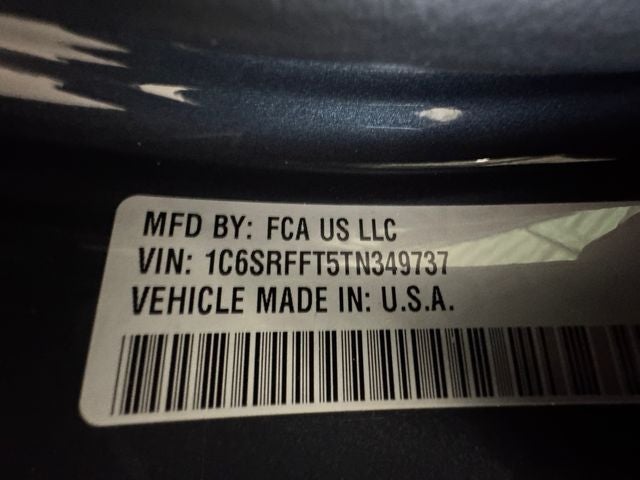 MFD BY: FCA US LLC
VIN: 1C6SRFFT5TN349737
VEHICLE MADE IN: U.S.A.